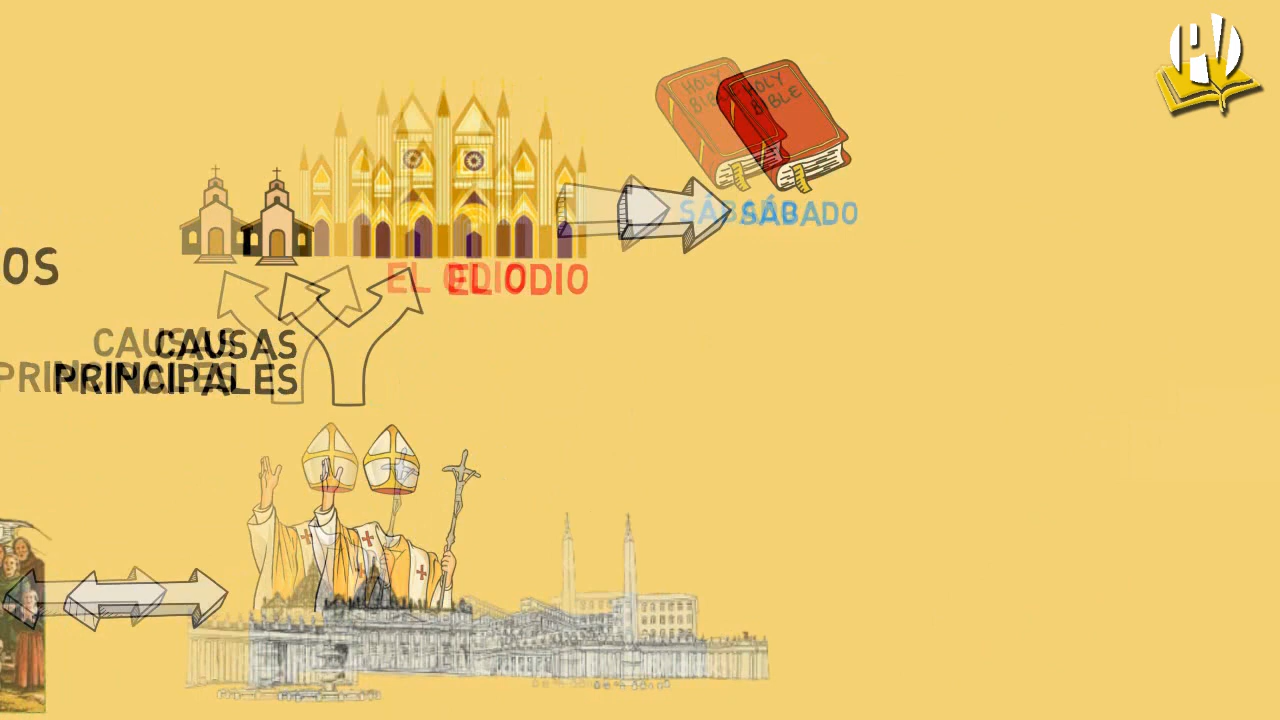 HOLY
BIBLE
SÁBADO
OS
EL ODIO
CAUSAS
PRINCIPALES